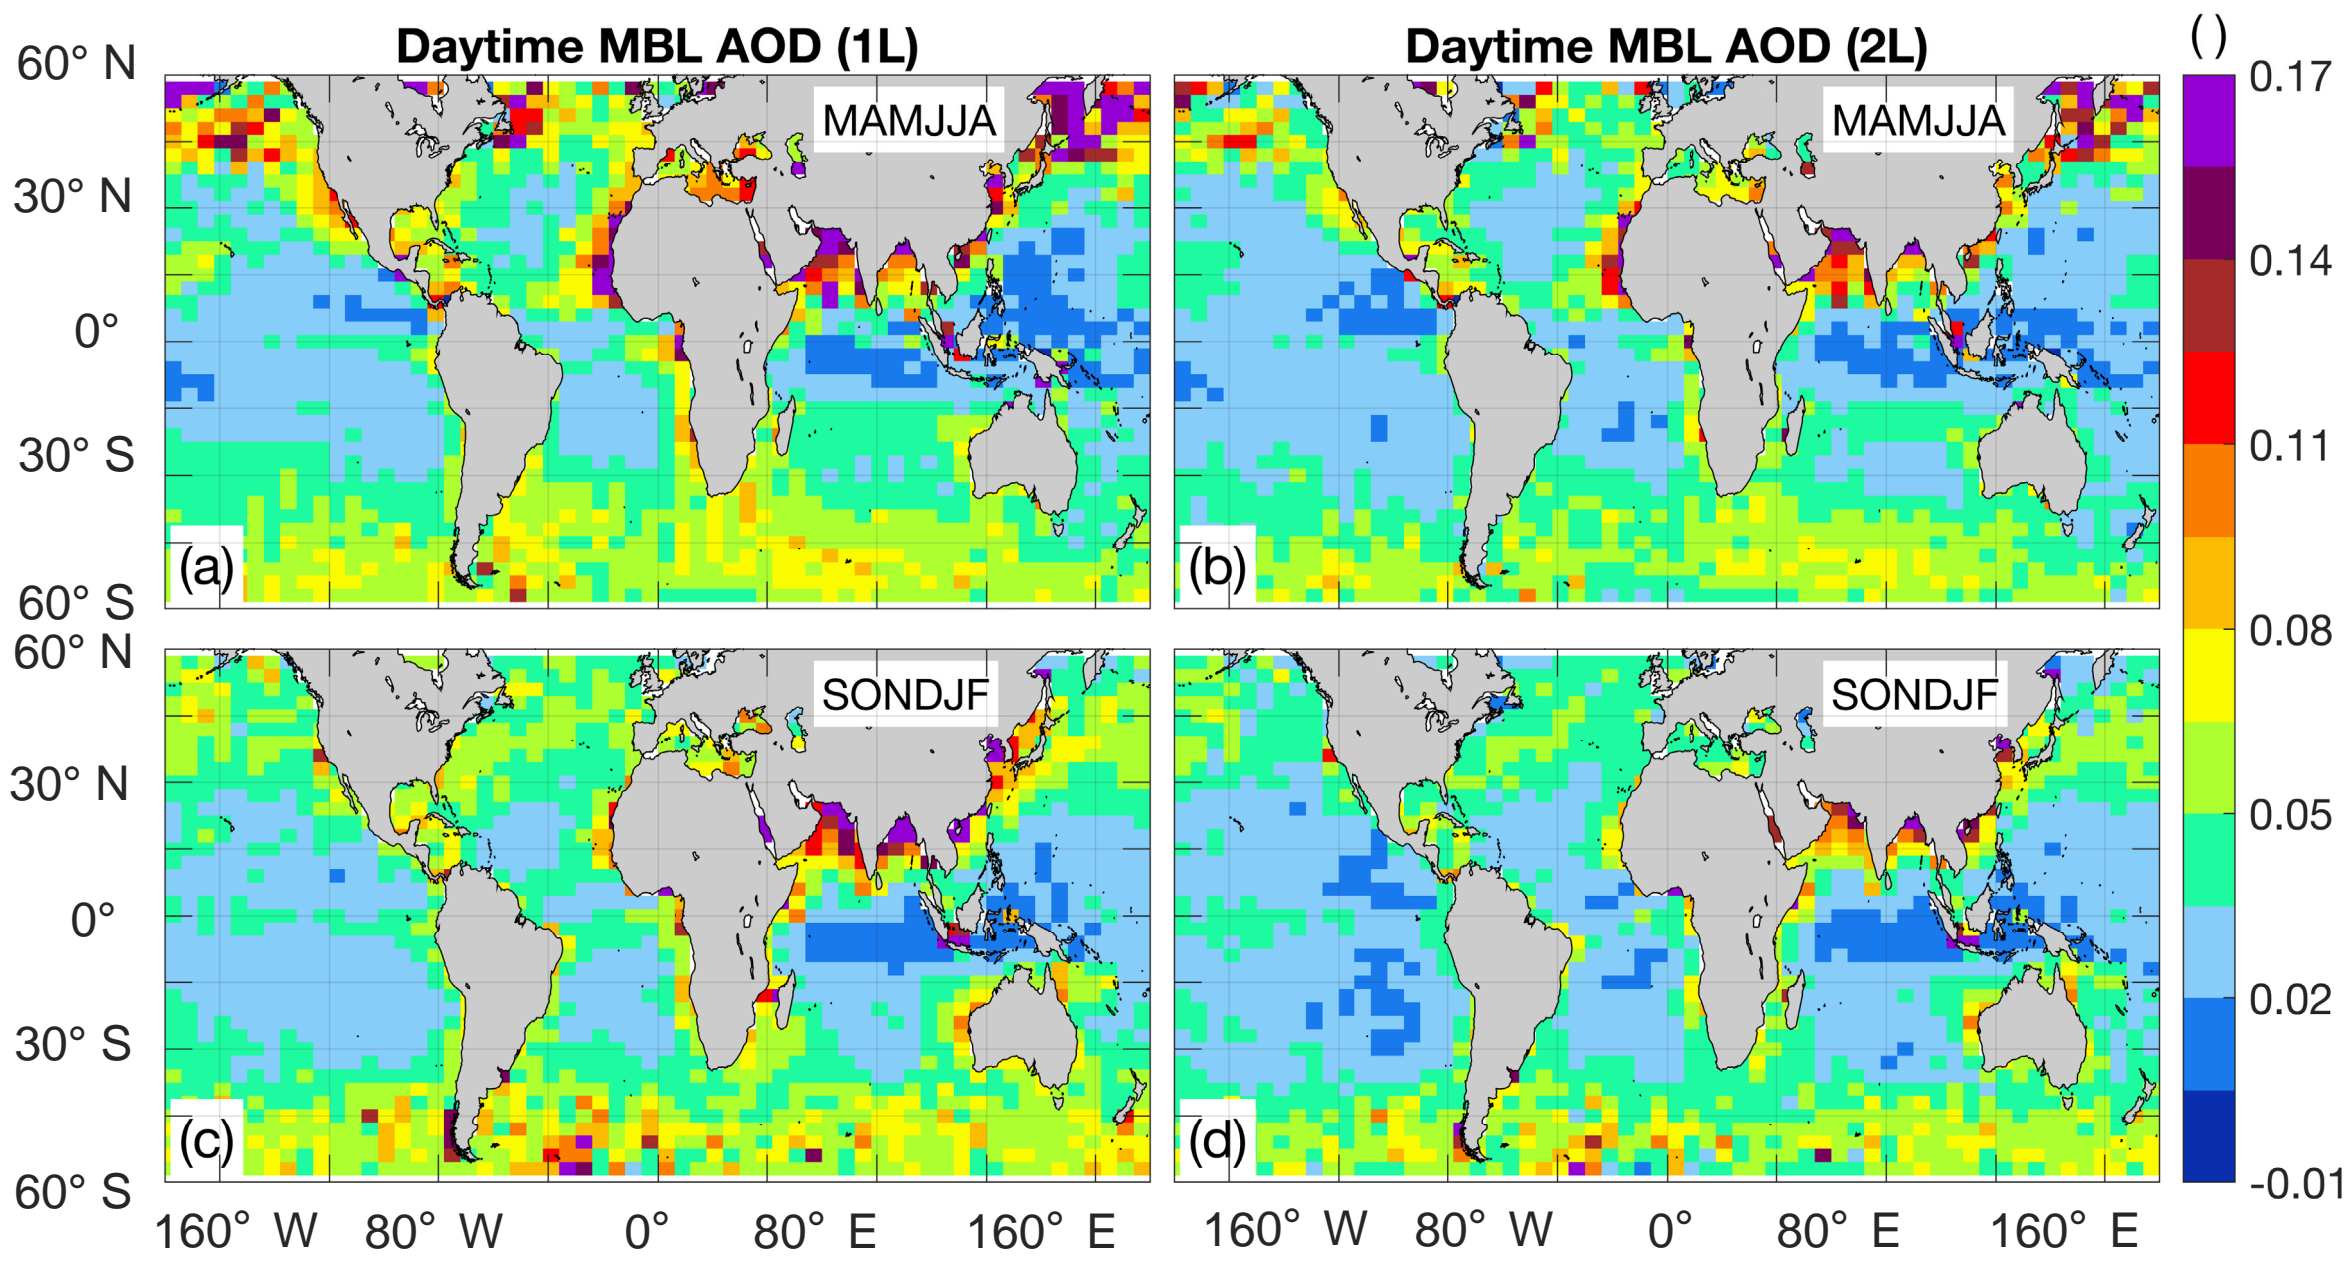 Daytime MBL AOD (1L)
Daytime MBL AOD (2L)
( )
60° N
30° N
0°
30° S
60° S
MAMJJA
(a)
MAMJJA
(b)
60° N
30° N
0°
30° S
60° S
SONDJF
(c)
SONDJF
(d)
160° W 80° W 0° 80° E 160° E
160° W 80° W 0° 80° E 160° E
0.17
0.14
0.11
0.08
0.05
0.02
-0.01